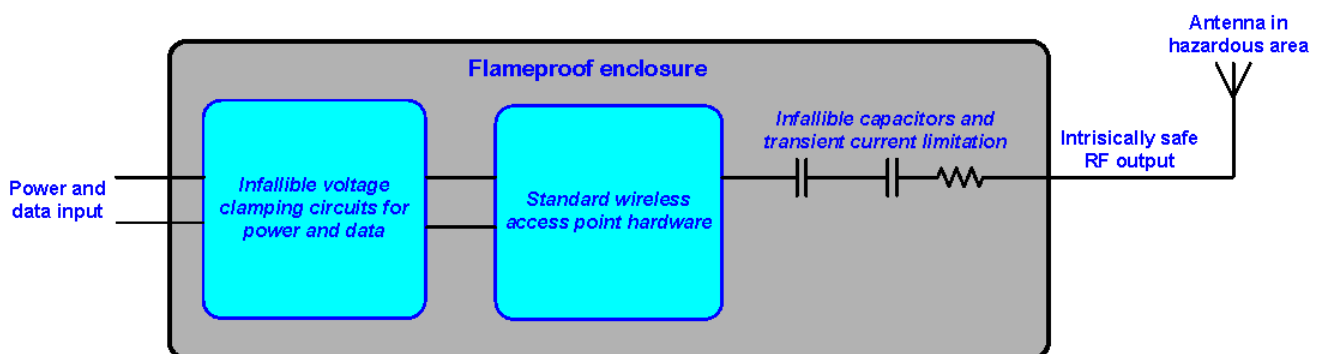 Antenna in
hazardous area
Flameproof enclosure
Infallible capacitors and
transient current limitation
Intrisically safe
RF output
Power and
data input
Infallible voltage
clamping circuits for
power and data
Standard wireless
access point hardware